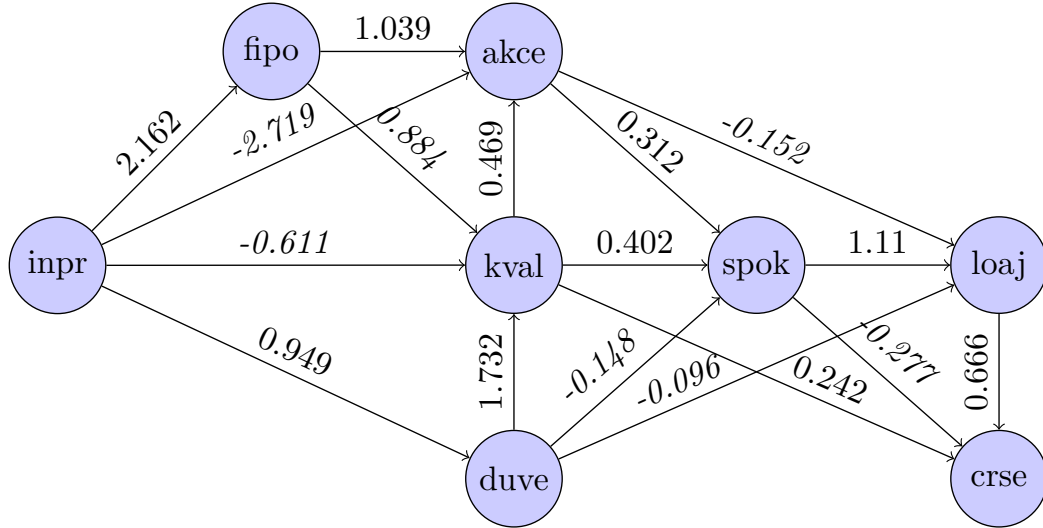 fipo
1.039
akce
2.162
-2.719
0.884
0.469
0.312
-0.152
inpr
-0.611
kval
0.402
spok
1.11
loaj
0.949
1.732
-0.148
-0.096
0.242
-0.277
0.666
duve
crse